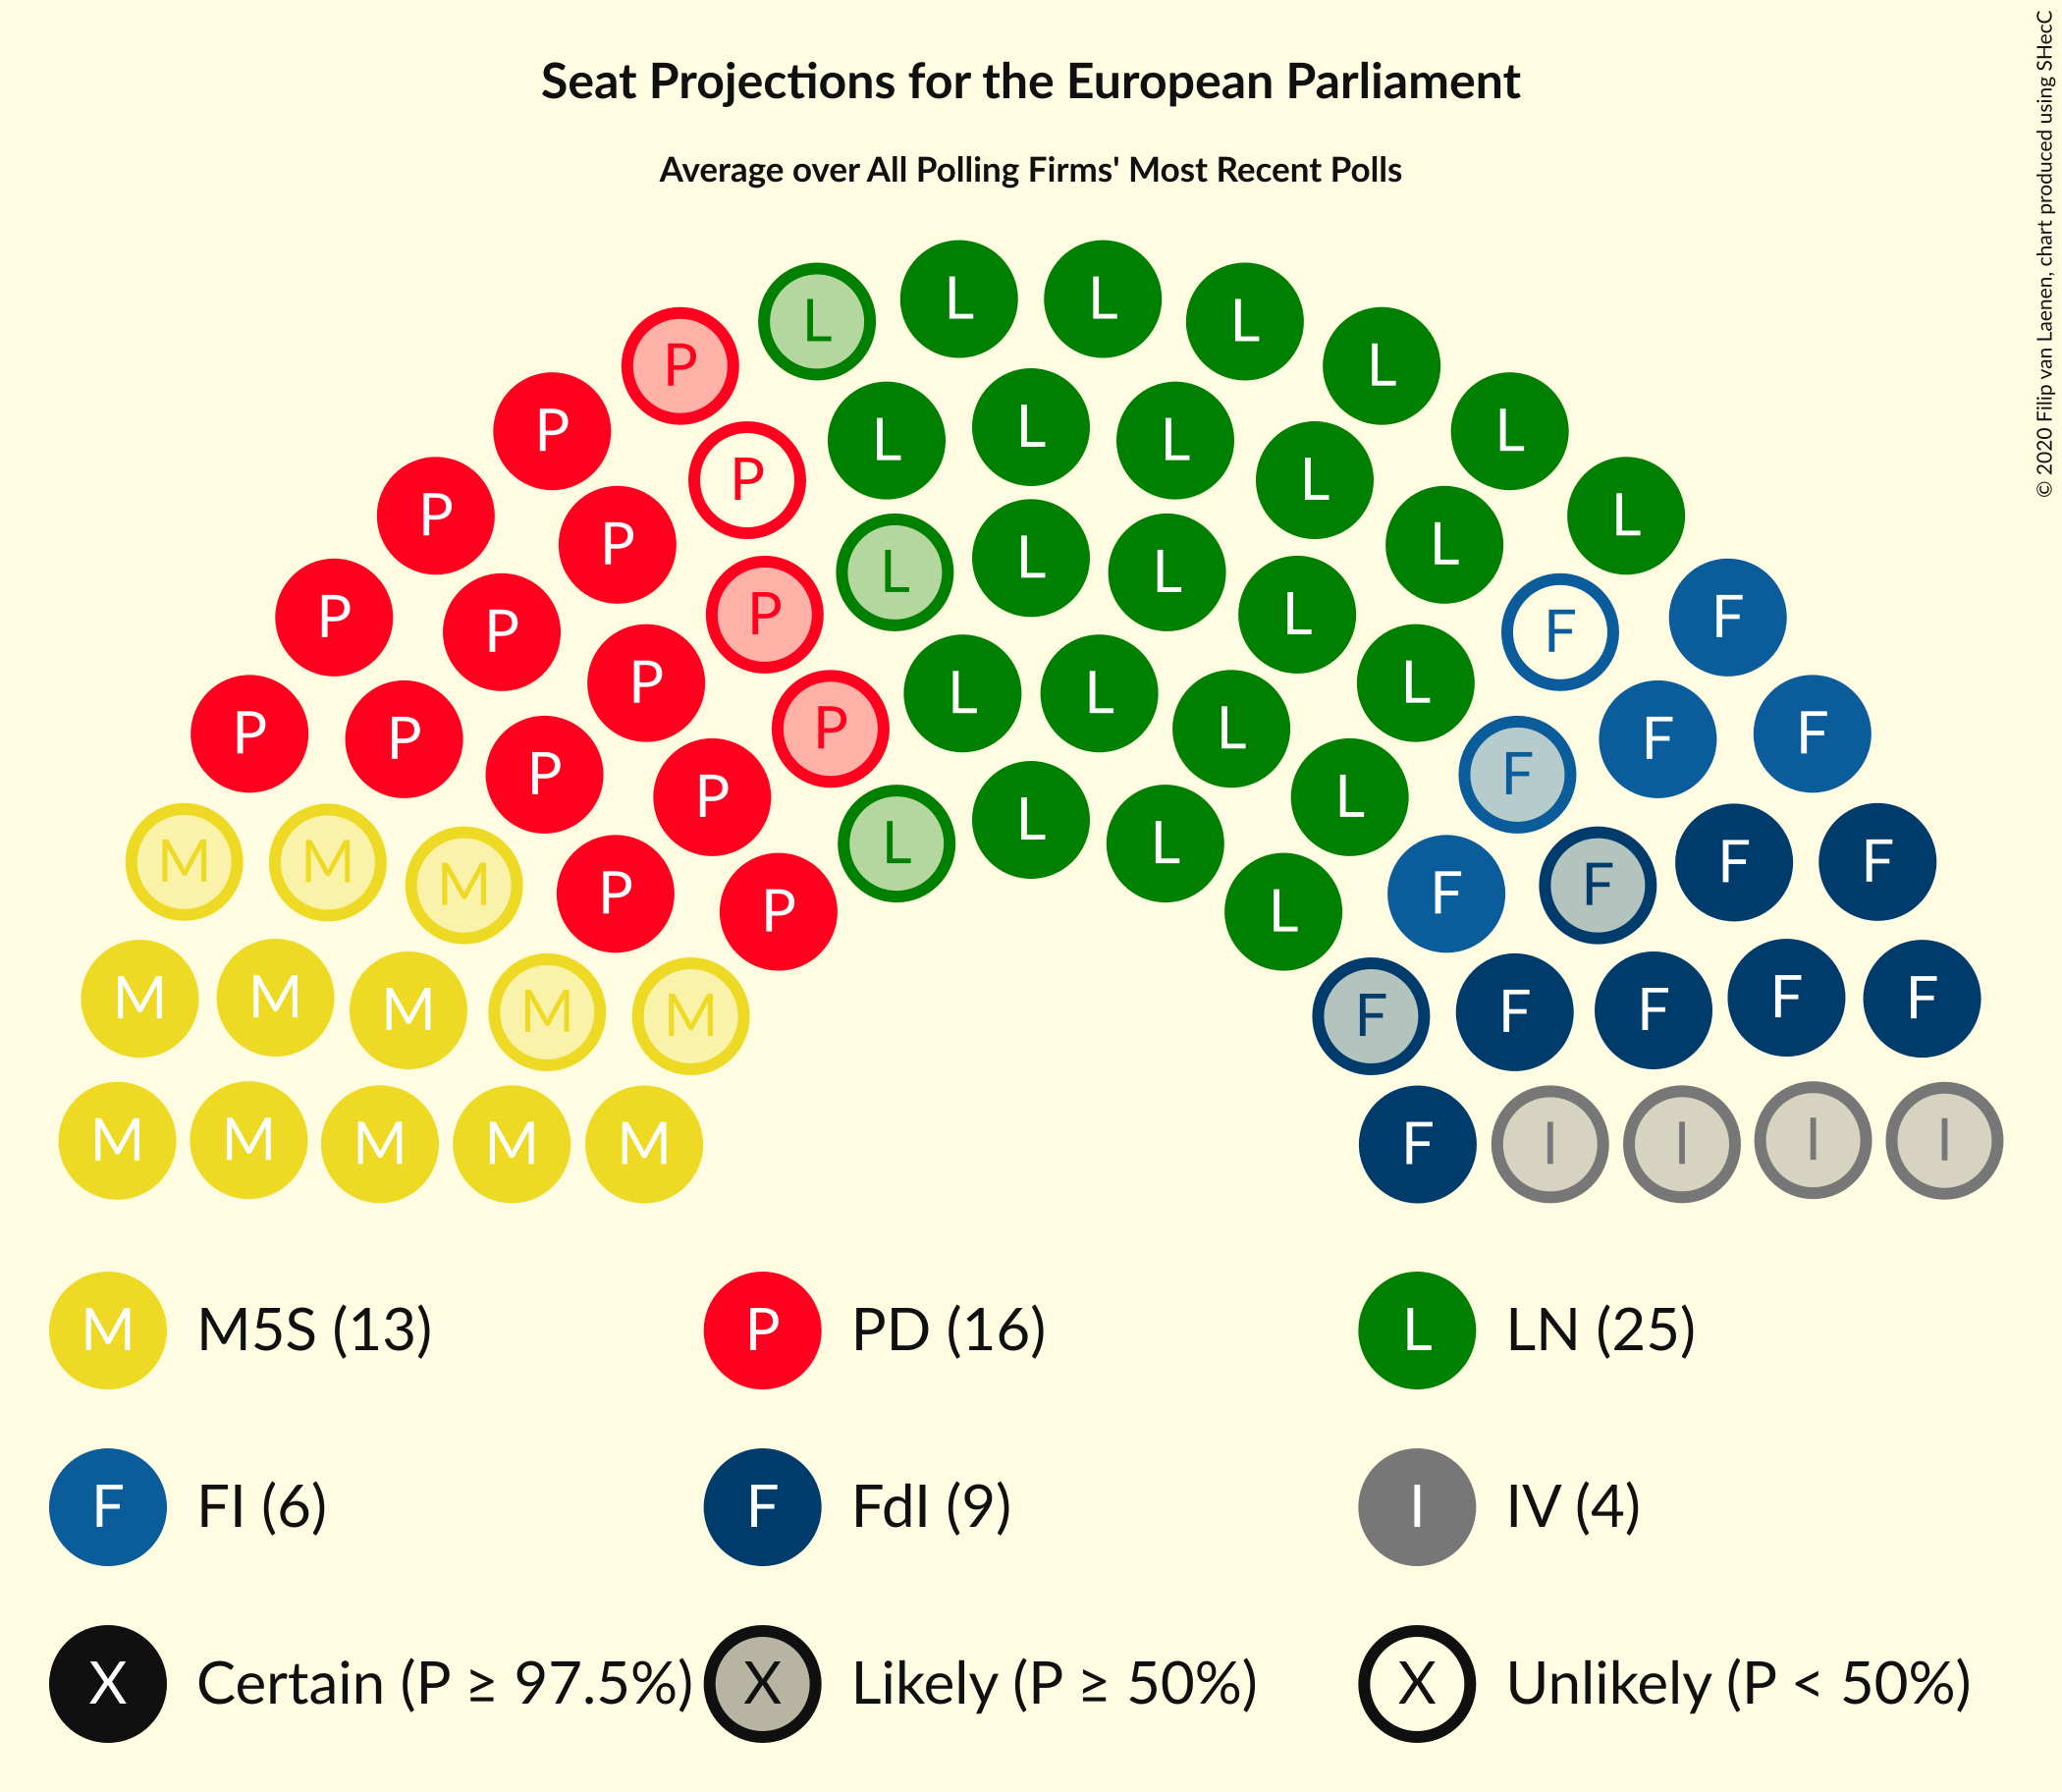 Seat Projections for the European Parliament
Average over All Polling Firms' Most Recent Polls
© 2020 Filip van Laenen, chart produced using SHecC
L L
L L
P L
P L L L L
P L P L L
P P L L L L
P P P L F F
P P L L L
P P P L L F F
P P L L F
M M M P P L L L L F F F F
M M M M M F F F F F
M M M M M F I I I I
M M5S (13) P PD (16) L LN (25)
F FI (6) F FdI (9) I IV (4)
X Certain (P ≥ 97.5%) X Likely (P ≥ 50%) X Unlikely (P < 50%)